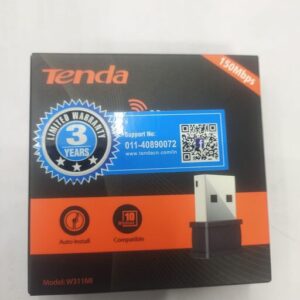 Tenda
150Mbps
LIMITED WARRANTY
3
YEARS
Support No:
011-40890072
www.tendacn.com/in
10
Auto-Install
Compatible
Model: W311MI